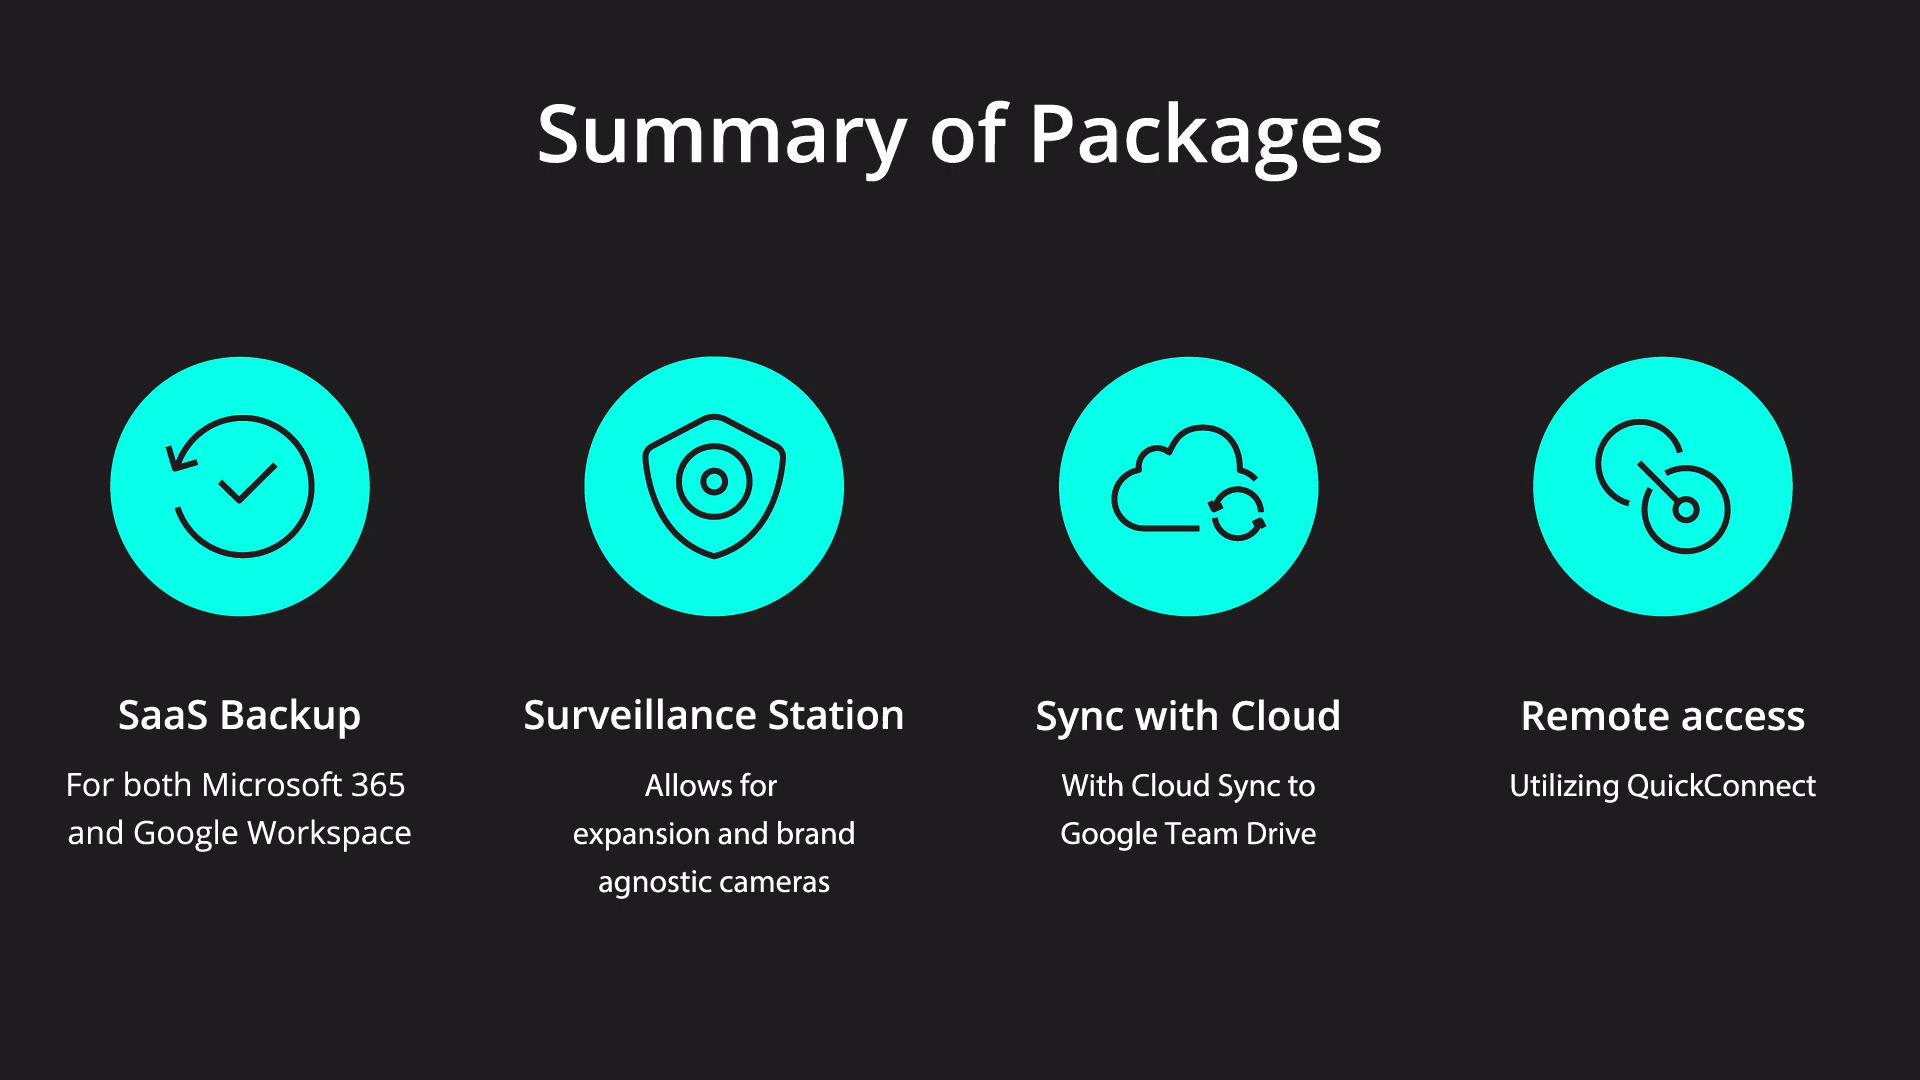 Summary of Packages
SaaS Backup
For both Microsoft 365
and Google Workspace
Surveillance Station
Allows for
expansion and brand
agnostic cameras
Sync with Cloud
With Cloud Sync to
Google Team Drive
Remote access
Utilizing QuickConnect